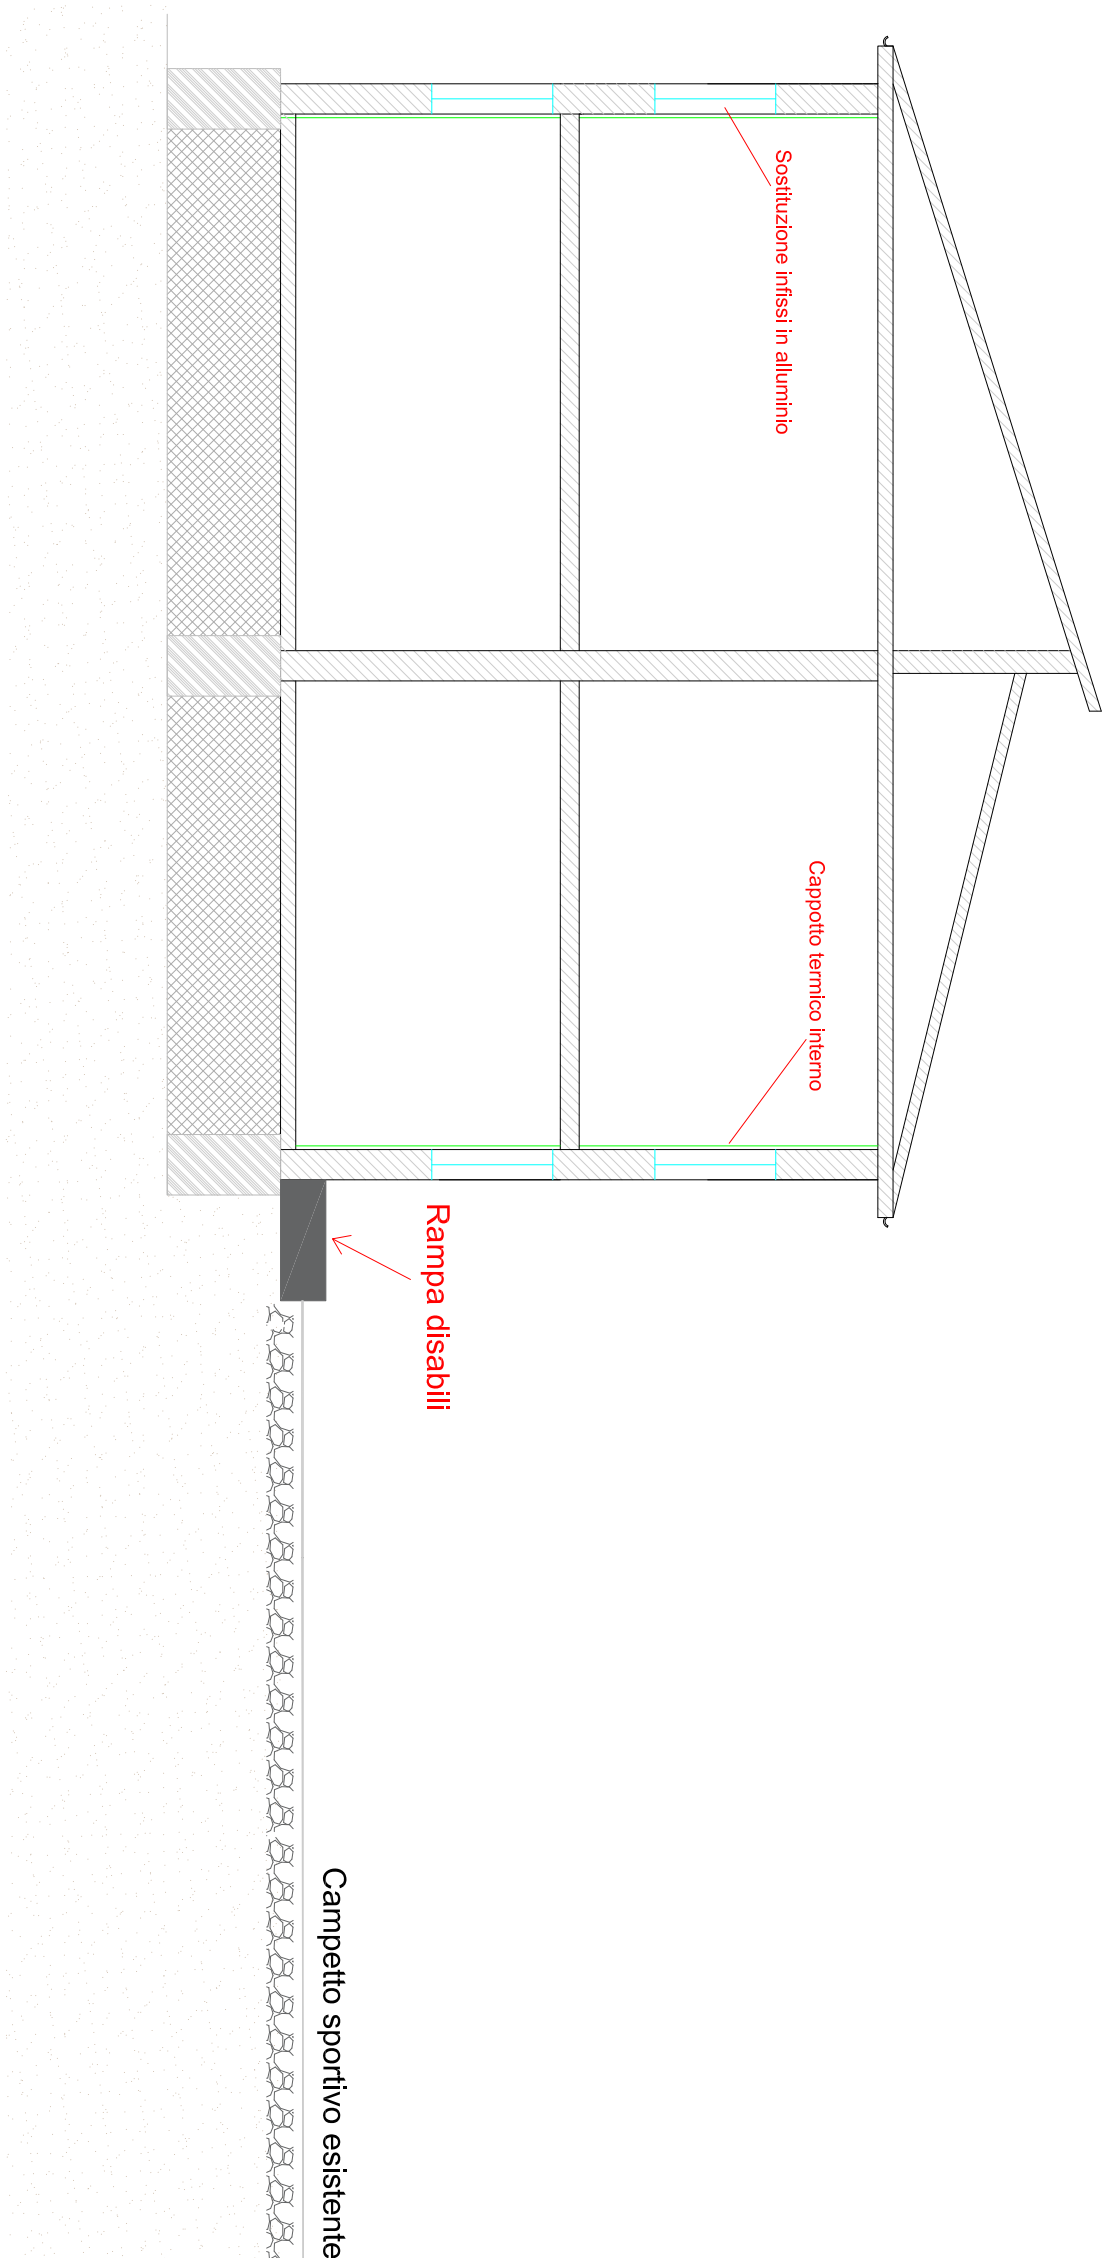 Sostituzione infissi in alluminio
Cappotto termico interno
Rampa disabili
Campetto sportivo esistente